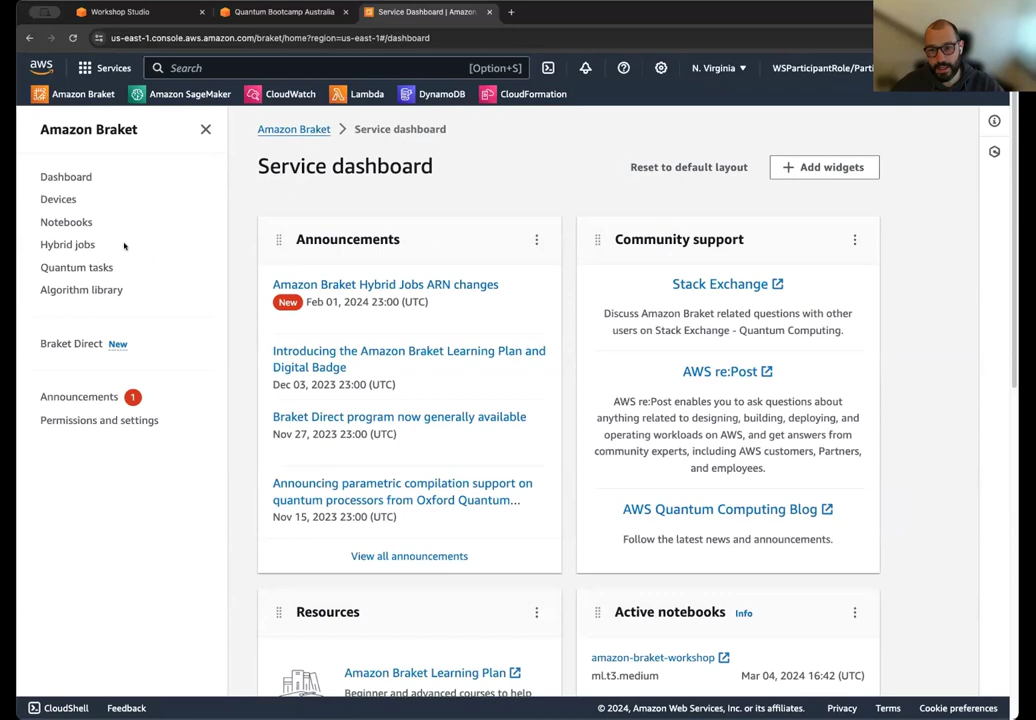 Workshop Studio
Quantum Bootcamp Australia
Service Dashboard | Amazon
us-east-1.console.aws.amazon.com/braket/home?region=us-east-1#/dashboard
aws
Services
Search
[Option+S]
N. Virginia
WSParticipantRole/Parti
Amazon Braket
Amazon SageMaker
CloudWatch
Lambda
DynamoDB
CloudFormation
Amazon Braket
Dashboard
Devices
Notebooks
Hybrid jobs
Quantum tasks
Algorithm library
Braket Direct New
Announcements 1
Permissions and settings
Amazon Braket > Service dashboard
Service dashboard
Reset to default layout
+ Add widgets
Announcements
Amazon Braket Hybrid Jobs ARN changes
New Feb 01, 2024 23:00 (UTC)
Introducing the Amazon Braket Learning Plan and
Digital Badge
Dec 03, 2023 23:00 (UTC)
Braket Direct program now generally available
Nov 27, 2023 23:00 (UTC)
Announcing parametric compilation support on
quantum processors from Oxford Quantum...
Nov 15, 2023 23:00 (UTC)
View all announcements
Community support
Stack Exchange
Discuss Amazon Braket related questions with other
users on Stack Exchange - Quantum Computing.
AWS re:Post
AWS re:Post enables you to ask questions about
anything related to designing, building, deploying, and
operating workloads on AWS, and get answers from
community experts, including AWS customers, Partners,
and employees.
AWS Quantum Computing Blog
Follow the latest news and announcements.
Resources
Amazon Braket Learning Plan
Beginner and advanced courses to help
Active notebooks Info
amazon-braket-workshop
ml.t3.medium
Mar 04, 2024 16:42 (UTC)
CloudShell
Feedback
© 2024, Amazon Web Services, Inc. or its affiliates.
Privacy
Terms
Cookie preferences